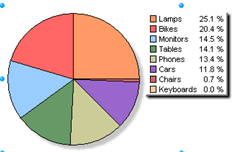 Lamps 25.1 %
Bikes 20.4 %
Monitors 14.5 %
Tables 14.1 %
Phones 13.4 %
Cars 11.8 %
Chairs 0.7 %
Keyboards 0.0 %